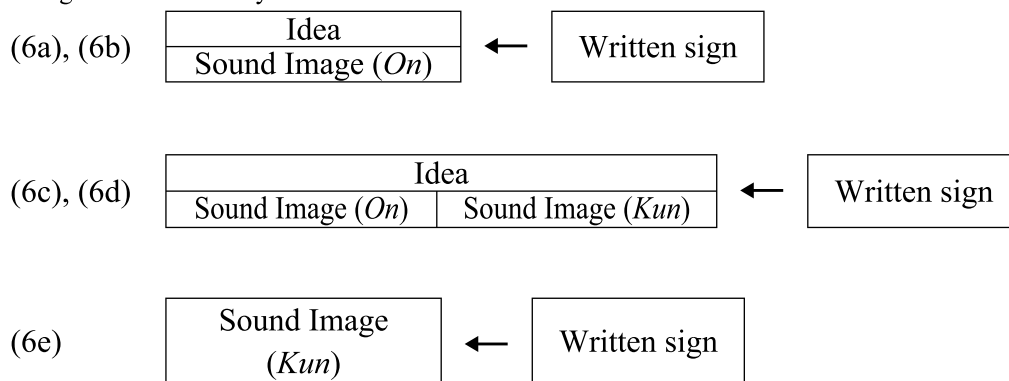 (6a), (6b) Idea
Sound Image (On) Written sign
(6c), (6d) Idea
Sound Image (On) Sound Image (Kun) Written sign
(6e) Sound Image
(Kun) Written sign